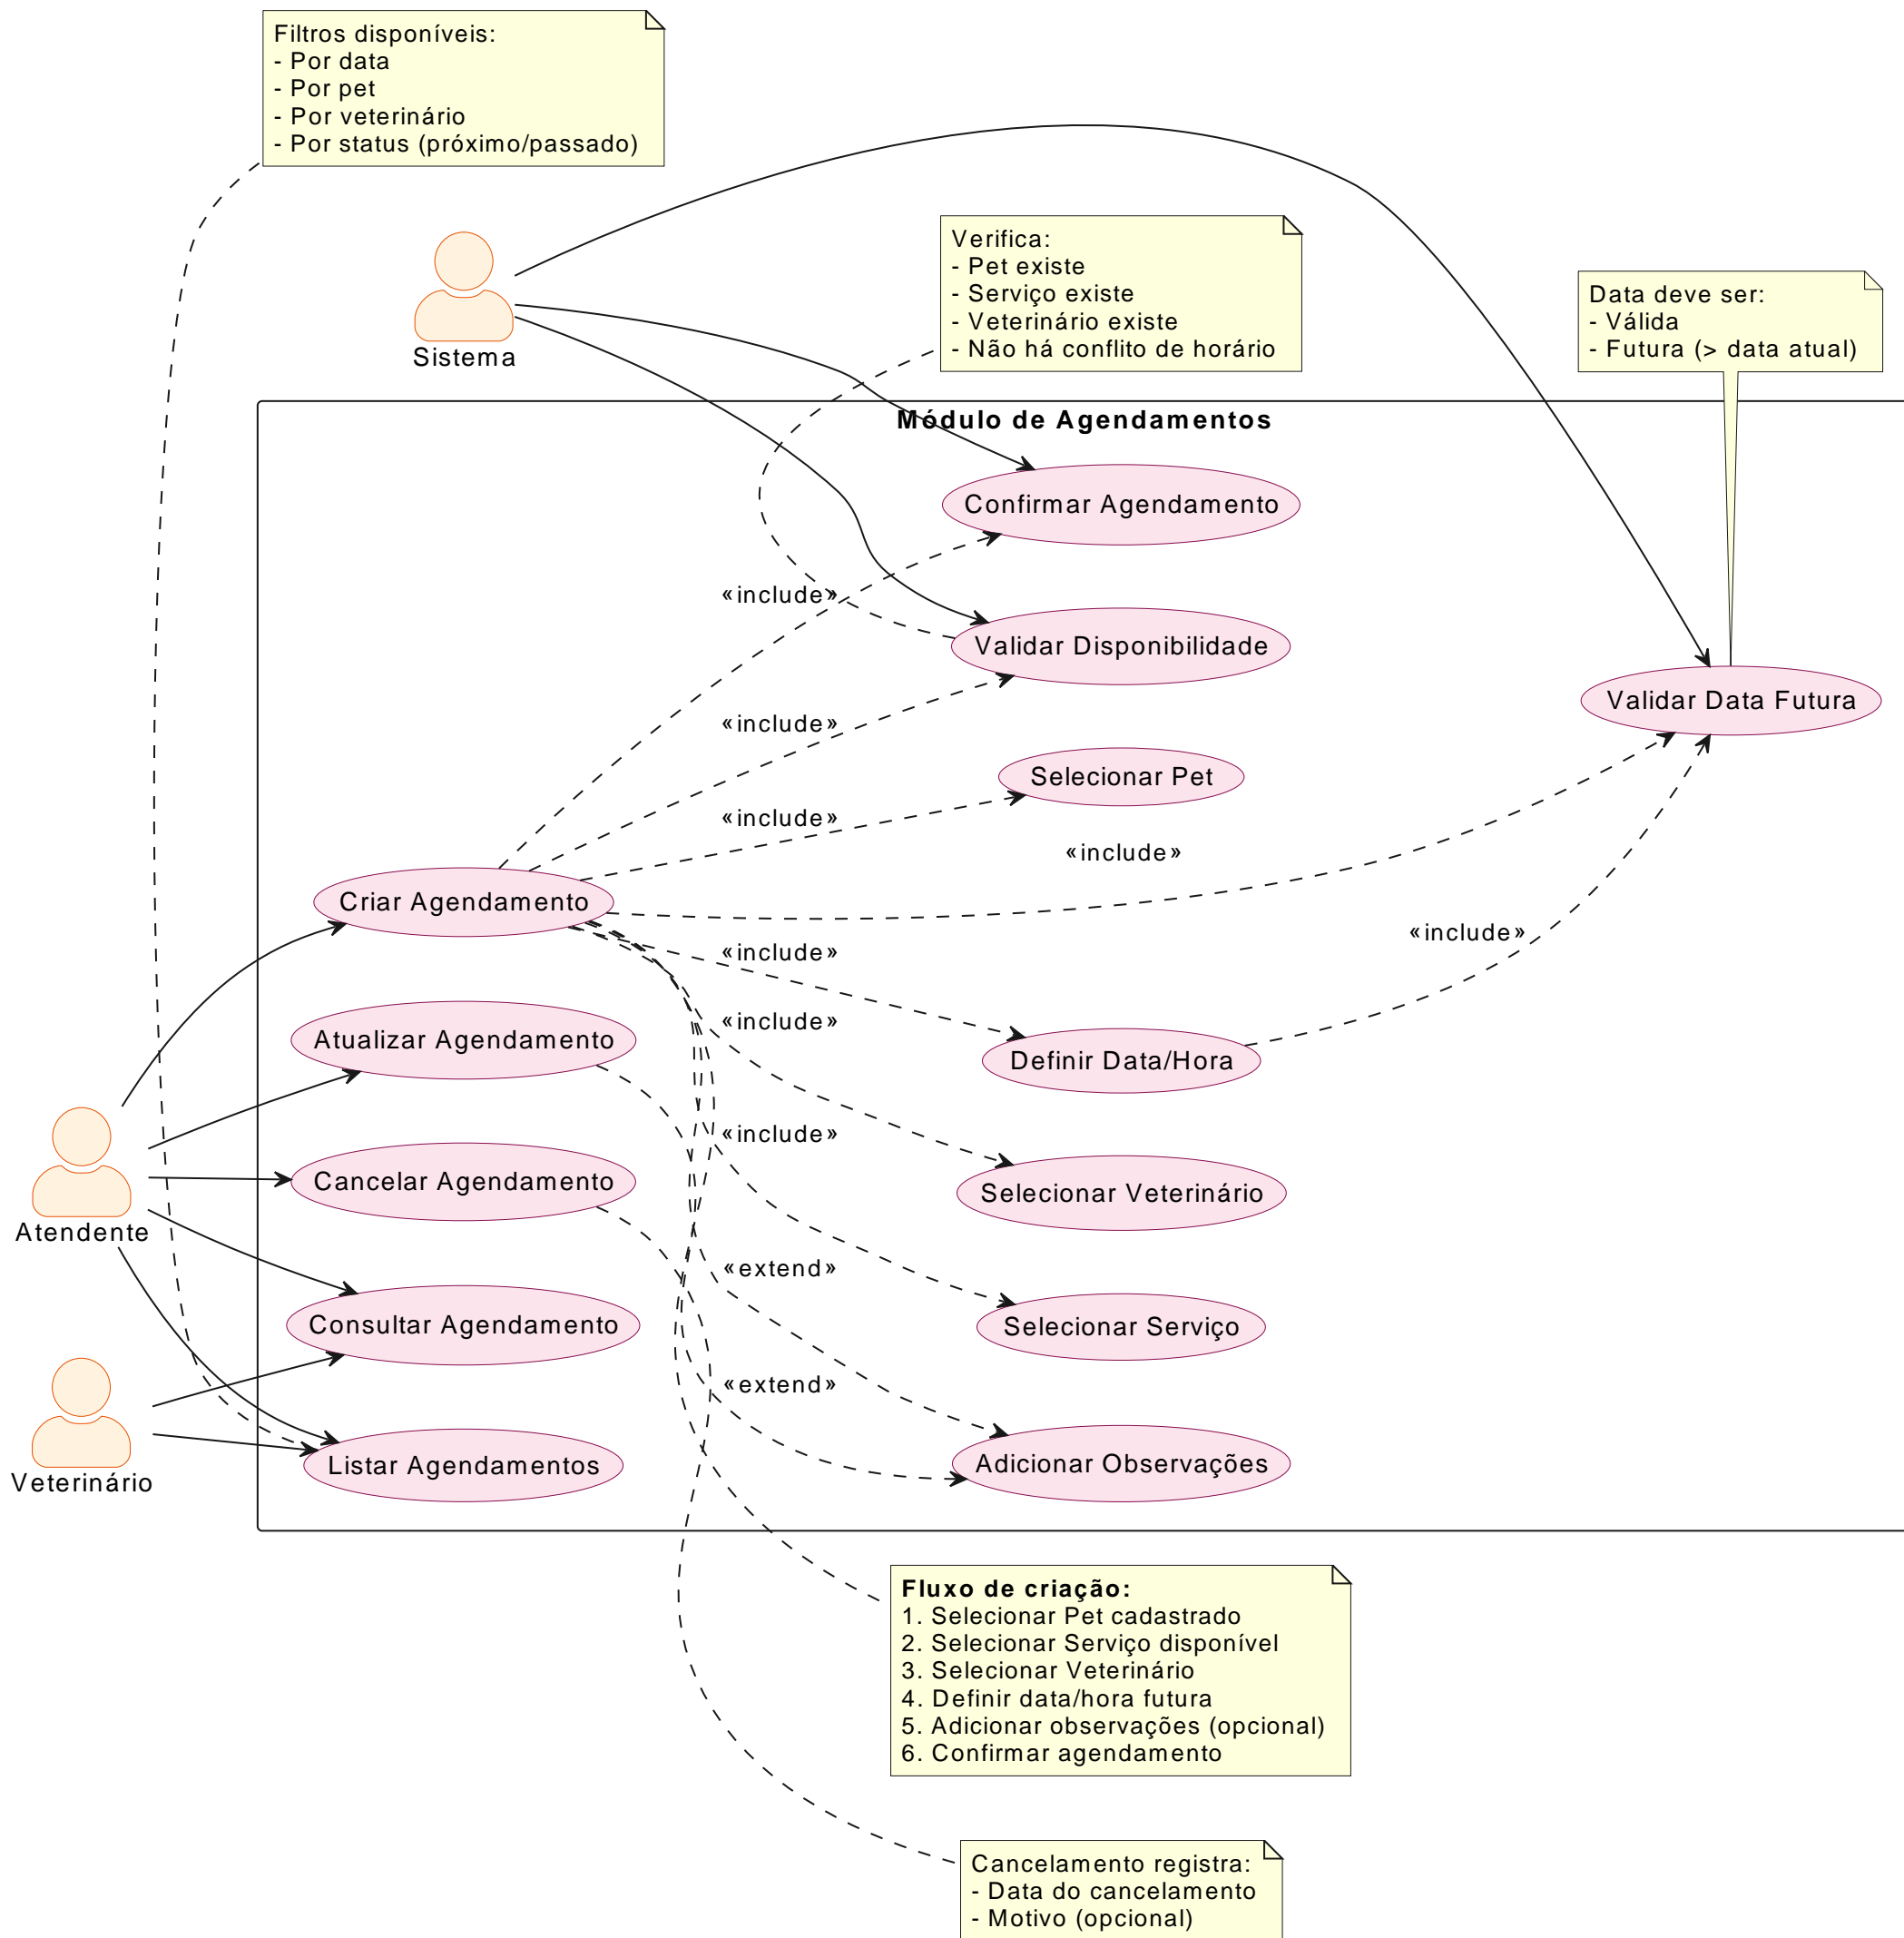 Filtros disponíveis:
- Por data
- Por pet
- Por veterinário
- Por status (próximo/passado)
Verifica:
- Pet existe
- Serviço existe
- Veterinário existe
- Não há conflito de horário
Data deve ser:
- Válida
- Futura (> data atual)
Sistema
Módulo de Agendamentos
Confirmar Agendamento
«include»
Validar Disponibilidade
Validar Data Futura
«include»
Selecionar Pet
«include»
«include»
Criar Agendamento
«include»
«include»
«include»
Atualizar Agendamento
Definir Data/Hora
«include»
Cancelar Agendamento
Selecionar Veterinário
Atendente
«extend»
Consultar Agendamento
Selecionar Serviço
«extend»
Listar Agendamentos
Adicionar Observações
Veterinário
Fluxo de criação:
1. Selecionar Pet cadastrado
2. Selecionar Serviço disponível
3. Selecionar Veterinário
4. Definir data/hora futura
5. Adicionar observações (opcional)
6. Confirmar agendamento
Cancelamento registra:
- Data do cancelamento
- Motivo (opcional)